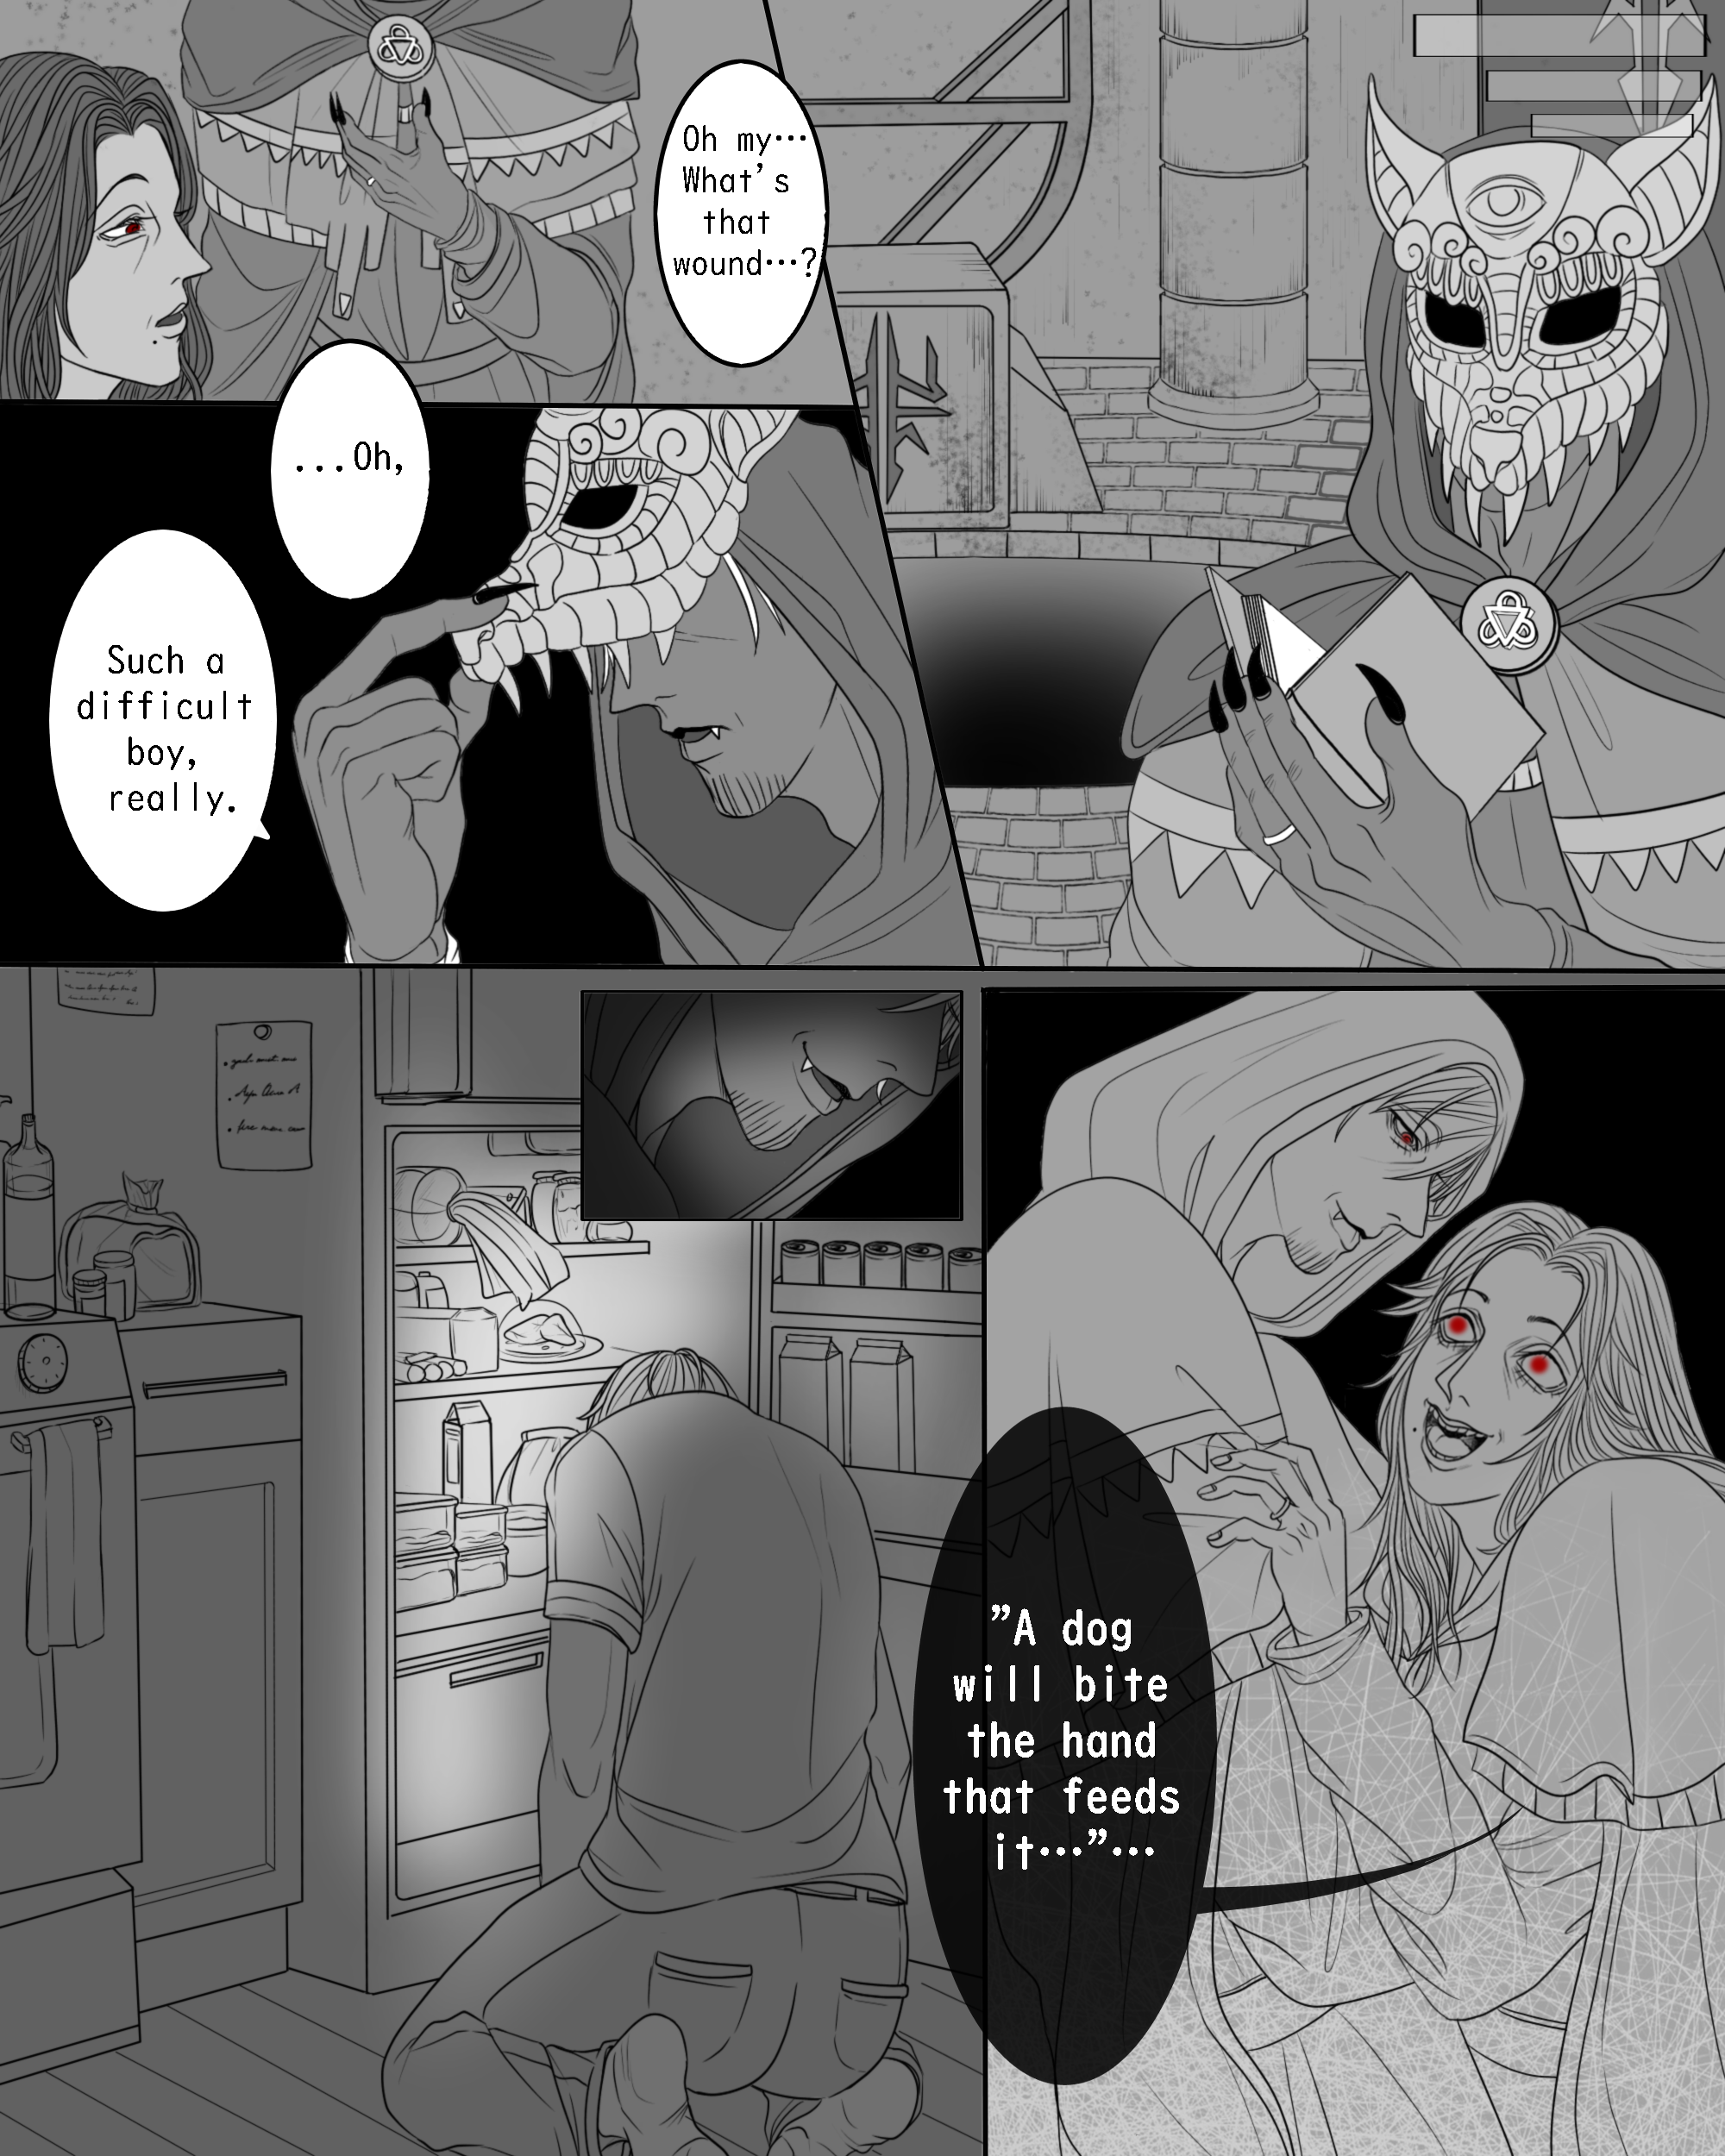 Oh my…
What's
that
wound…?
...Oh,
Such a
difficult
boy,
really.
”A dog
will bite
the hand
that feeds
it…”…